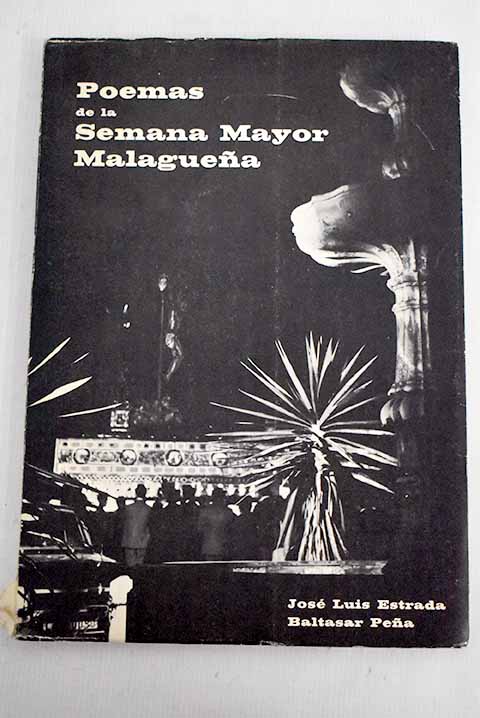 Poemas
de la
Semana Mayor
Malagueña
José Luis Estrada
Baltasar Peña